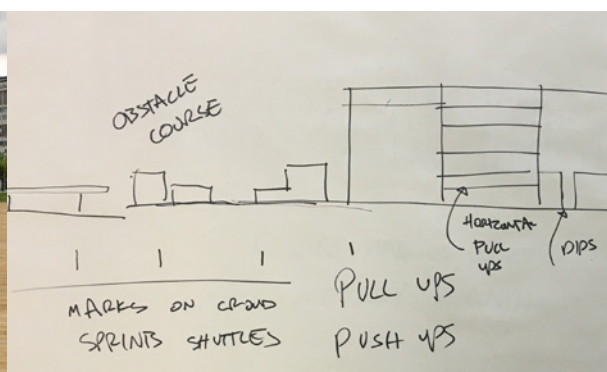 OBSTACLE
COURSE
HORIZONTAL
PULL
UPS
DIPS
MARKS ON GROUND
SPRINTS SHUTTLES
PULL UPS
PUSH UPS